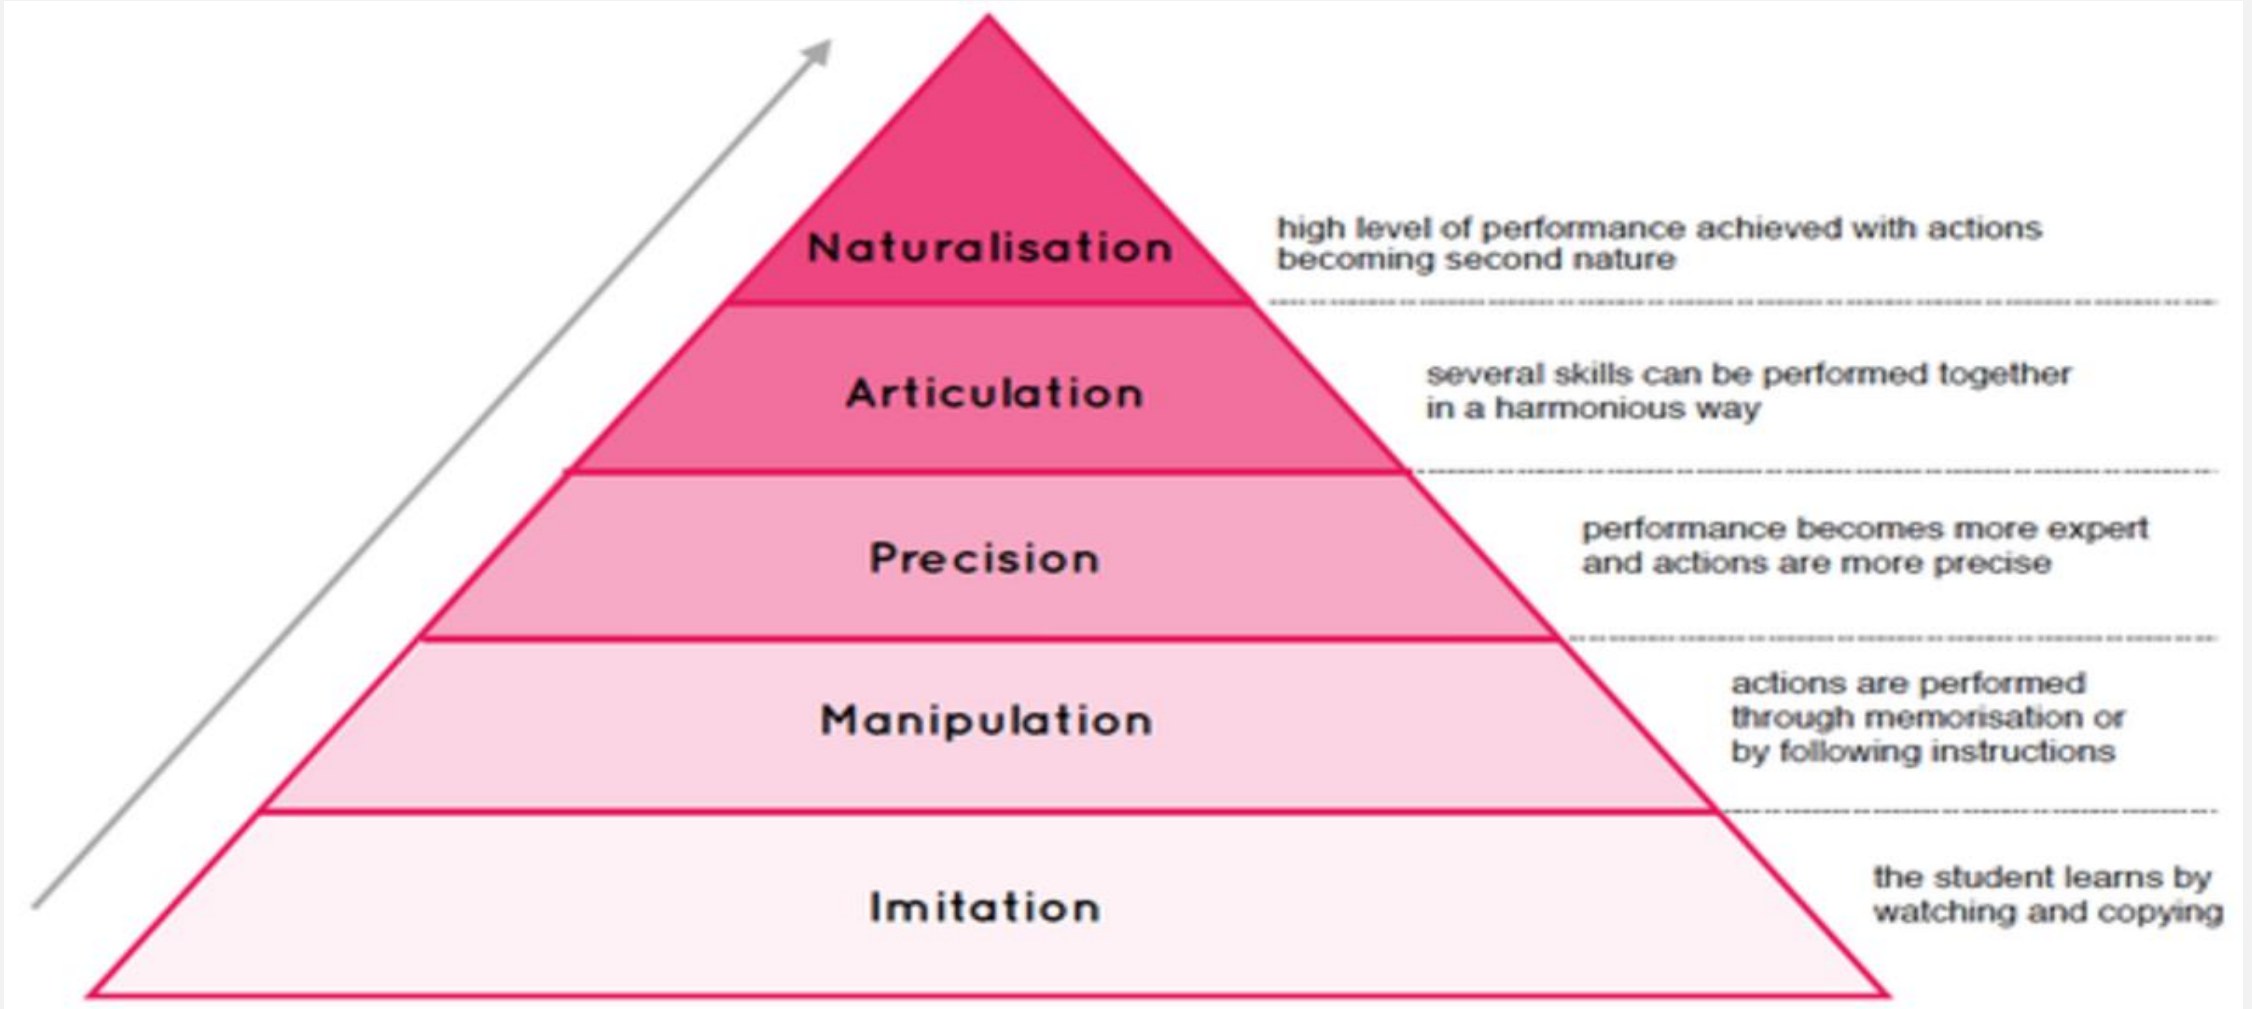 Naturalisation
high level of performance achieved with actions
becoming second nature
Articulation
several skills can be performed together
in a harmonious way
Precision
performance becomes more expert
and actions are more precise
Manipulation
actions are performed
through memorisation or
by following instructions
Imitation
the student learns by
watching and copying